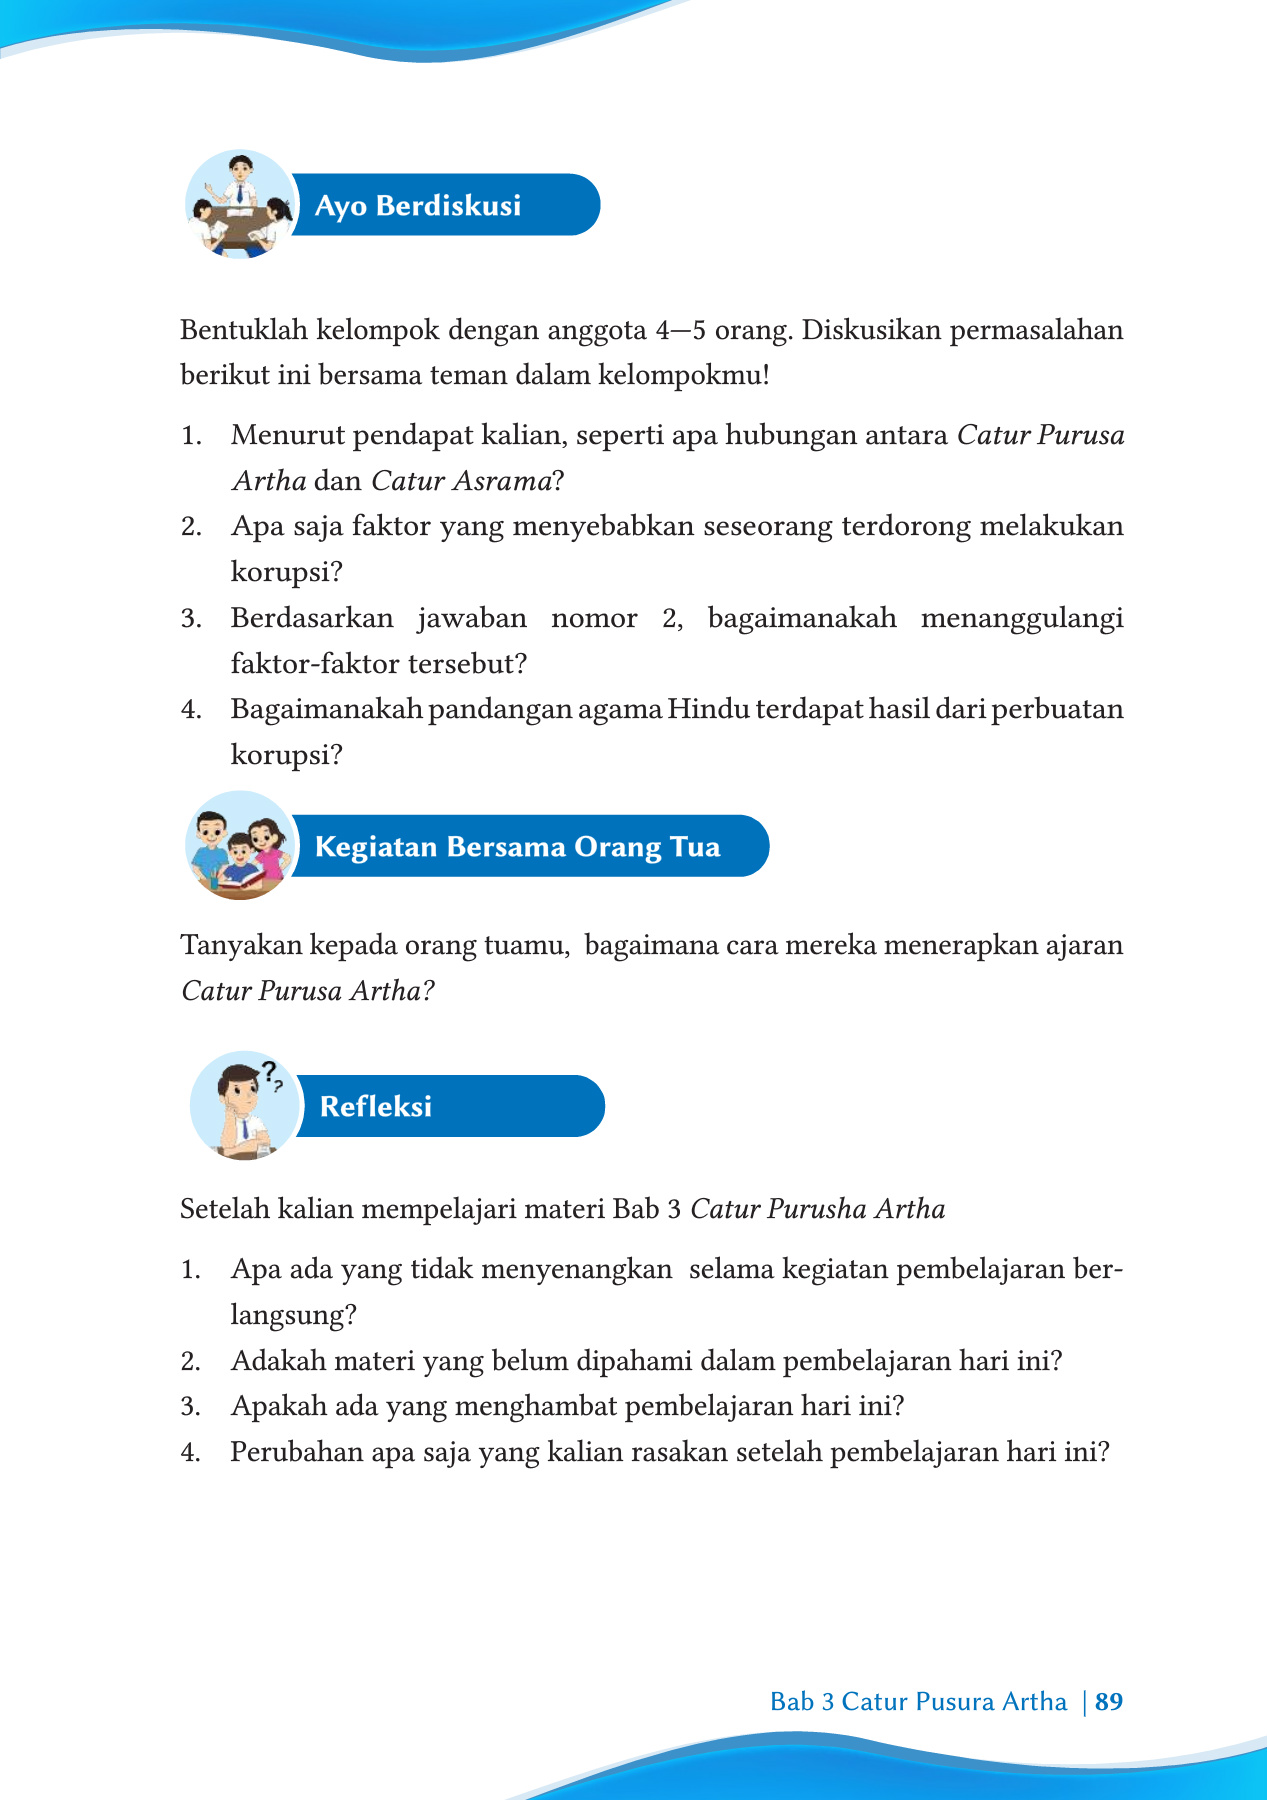 Ayo Berdiskusi
Bentuklah kelompok dengan anggota 4—5 orang. Diskusikan permasalahan
berikut ini bersama teman dalam kelompokmu!
1. Menurut pendapat kalian, seperti apa hubungan antara Catur Purusa
Artha dan Catur Asrama?
2. Apa saja faktor yang menyebabkan seseorang terdorong melakukan
korupsi?
3. Berdasarkan jawaban nomor 2, bagaimanakah menanggulangi
faktor-faktor tersebut?
4. Bagaimanakah pandangan agama Hindu terdapat hasil dari perbuatan
korupsi?
Kegiatan Bersama Orang Tua
Tanyakan kepada orang tuamu, bagaimana cara mereka menerapkan ajaran
Catur Purusa Artha?
? ?
Refleksi
Setelah kalian mempelajari materi Bab 3 Catur Purusha Artha
1. Apa ada yang tidak menyenangkan selama kegiatan pembelajaran ber-
langsung?
2. Adakah materi yang belum dipahami dalam pembelajaran hari ini?
3. Apakah ada yang menghambat pembelajaran hari ini?
4. Perubahan apa saja yang kalian rasakan setelah pembelajaran hari ini?
Bab 3 Catur Pusura Artha | 89